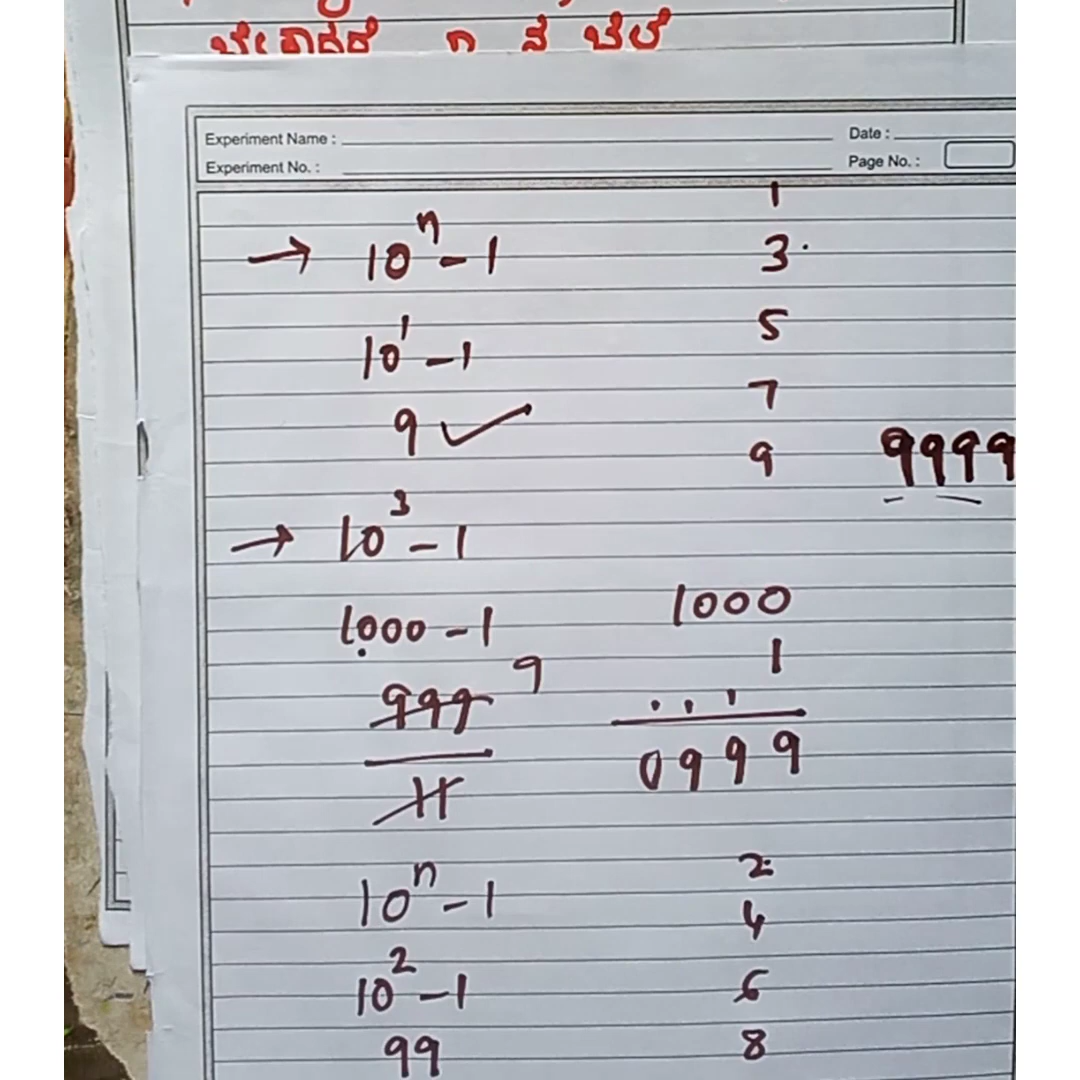 ಬೇಕಾದರೆ n ನ ಬೆಲೆ
Experiment Name : Date :
Experiment No. : Page No. :
1
→ 10ⁿ - 1 3
10¹ - 1 5
7
9 ✓ 9 9999
→ 10³ - 1
1000 - 1 1000
999 9 1
0999
11
10ⁿ - 1 2
4
10² - 1 6
99 8